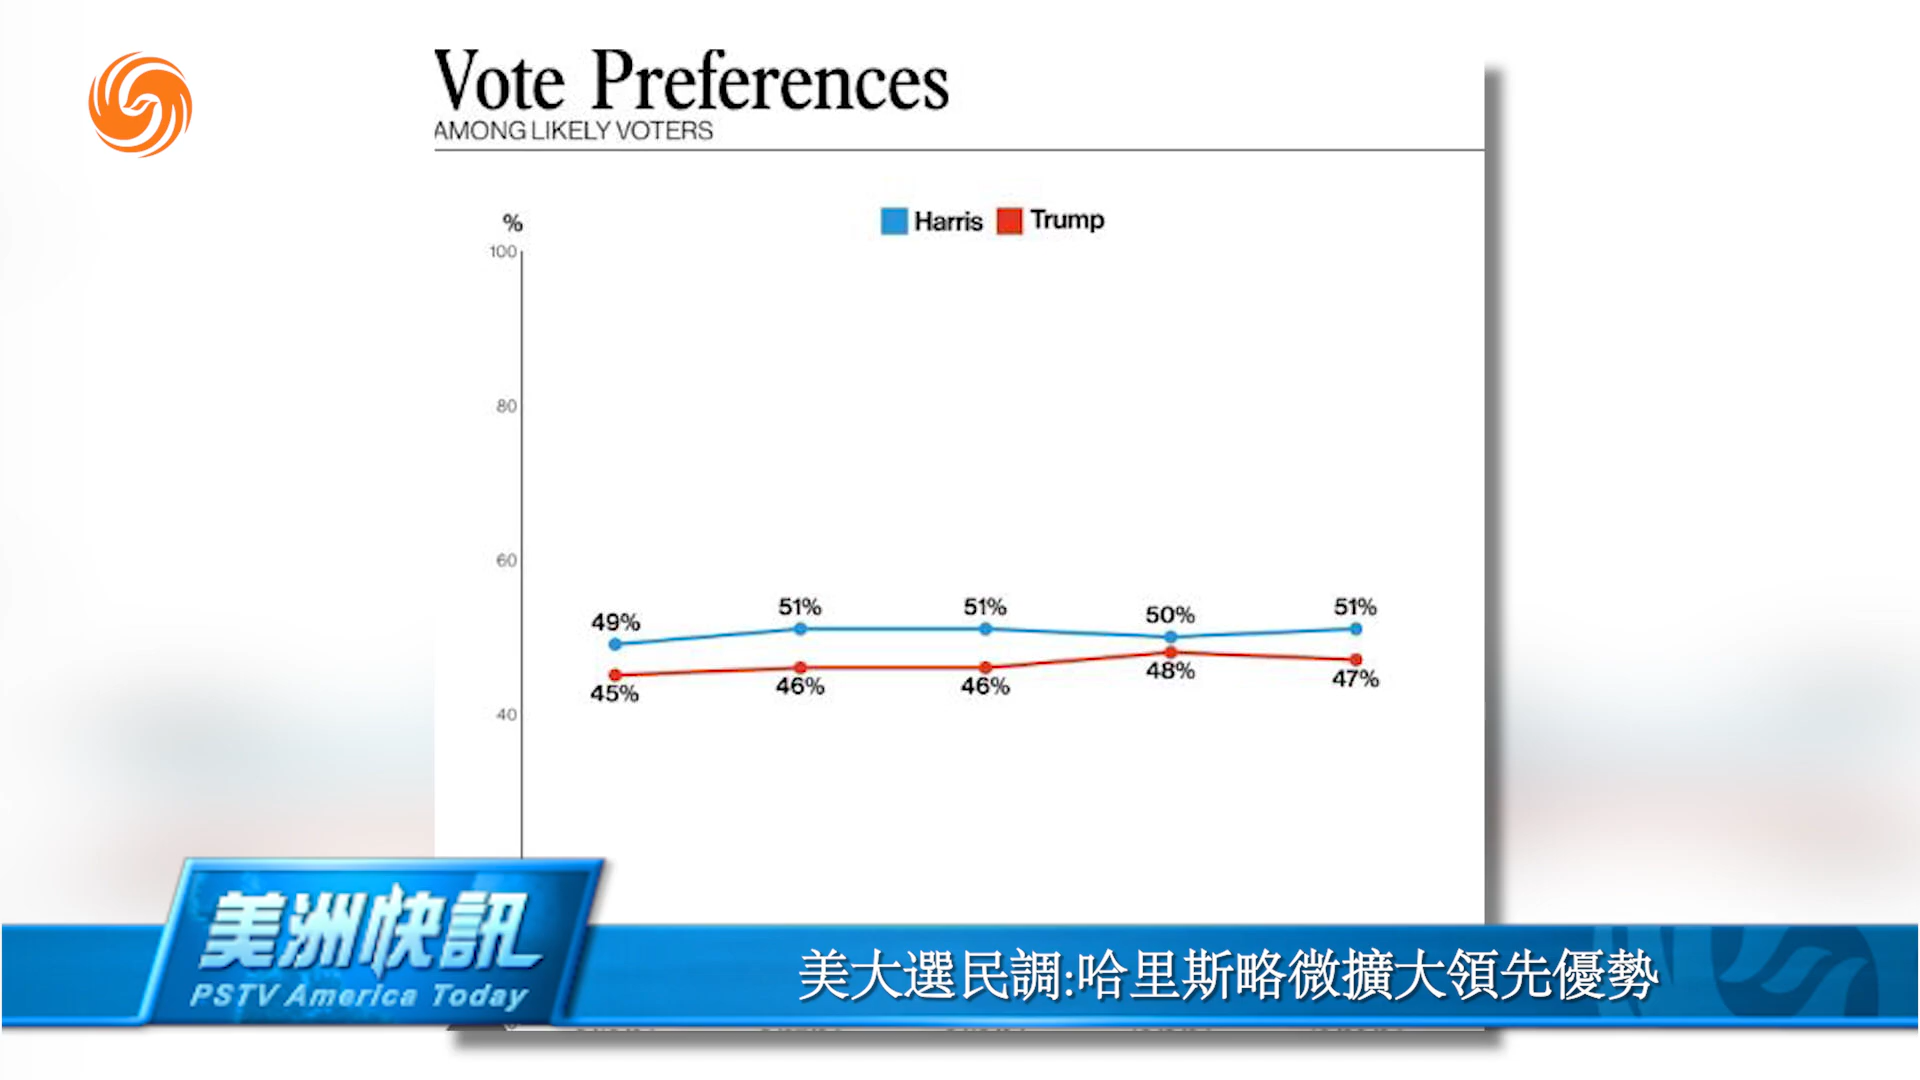 Vote Preferences
AMONG LIKELY VOTERS
Harris Trump
%
100
80
60
40
49% 51% 51% 50% 51%
45% 46% 46% 48% 47%
美洲快訊
PSTV America Today
美大選民調:哈里斯略微擴大領先優勢